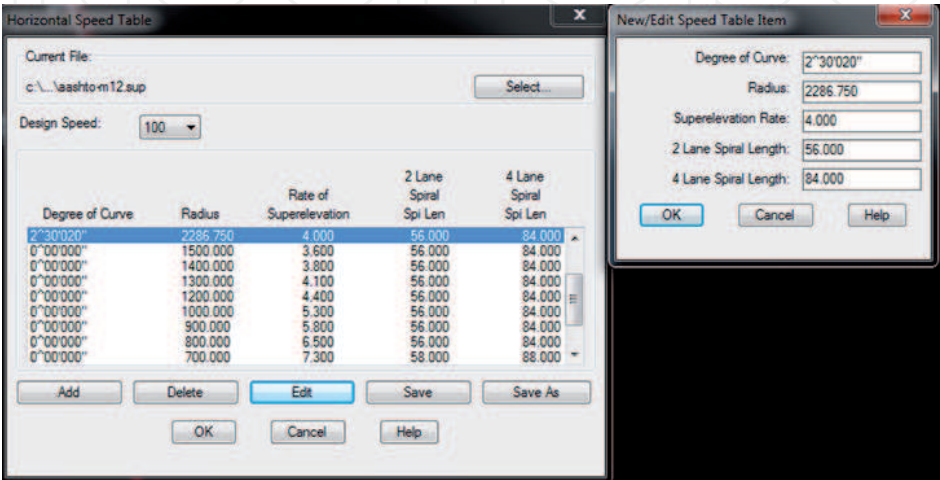 Horizontal Speed Table
Current File:
c:\...\aashto-m12.sup
Select...
Design Speed: 100
2 Lane 4 Lane
Rate of Spiral Spiral
Degree of Curve Radius Superelevation Spi Len Spi Len
2^30'020" 2286.750 4.000 56.000 84.000
0^00'000" 1500.000 3.600 56.000 84.000
0^00'000" 1400.000 3.800 56.000 84.000
0^00'000" 1300.000 4.100 56.000 84.000
0^00'000" 1200.000 4.400 56.000 84.000
0^00'000" 1000.000 5.300 56.000 84.000
0^00'000" 900.000 5.800 56.000 84.000
0^00'000" 800.000 6.500 56.000 84.000
0^00'000" 700.000 7.300 58.000 88.000
Add Delete Edit Save Save As
OK Cancel Help
New/Edit Speed Table Item
Degree of Curve: 2^30'020"
Radius: 2286.750
Superelevation Rate: 4.000
2 Lane Spiral Length: 56.000
4 Lane Spiral Length: 84.000
OK Cancel Help